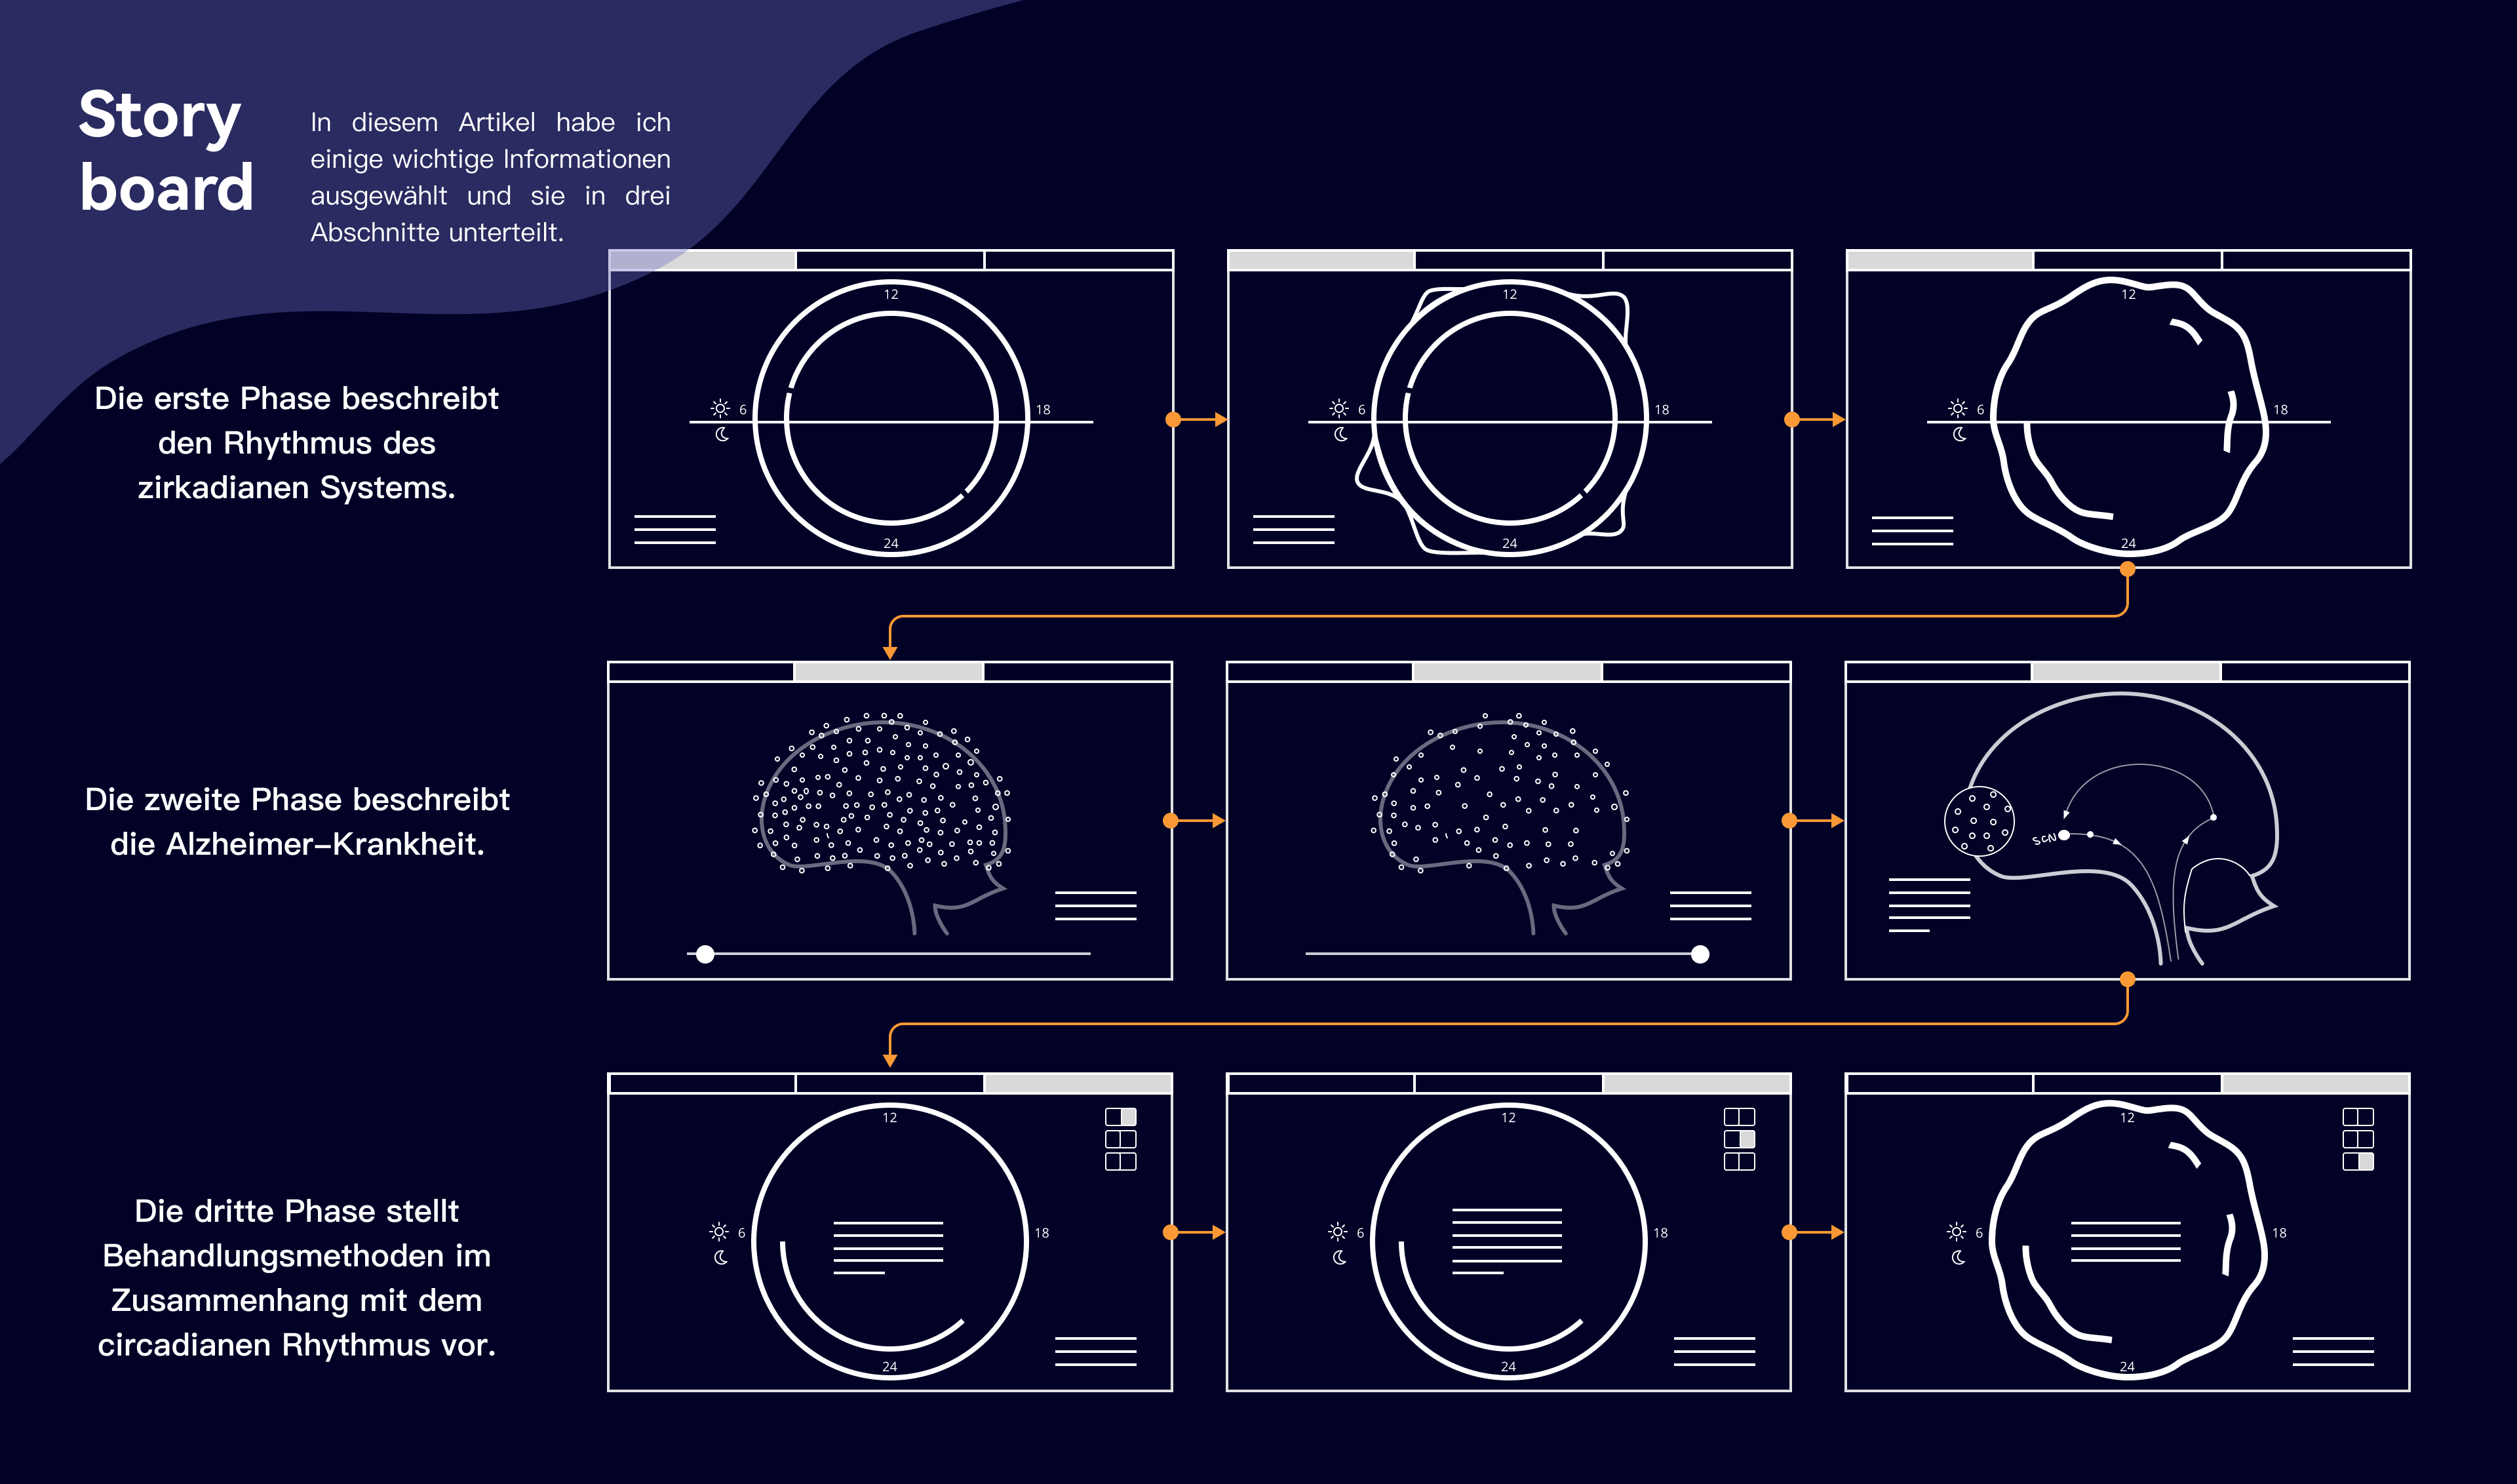 Story
board
In diesem Artikel habe ich
einige wichtige Informationen
ausgewählt und sie in drei
Abschnitte unterteilt.
Die erste Phase beschreibt
den Rhythmus des
zirkadianen Systems.
12
6
18
24
12
6
18
24
12
6
18
24
Die zweite Phase beschreibt
die Alzheimer–Krankheit.
SCN
Die dritte Phase stellt
Behandlungsmethoden im
Zusammenhang mit dem
circadianen Rhythmus vor.
12
6
18
24
12
6
18
24
12
6
18
24